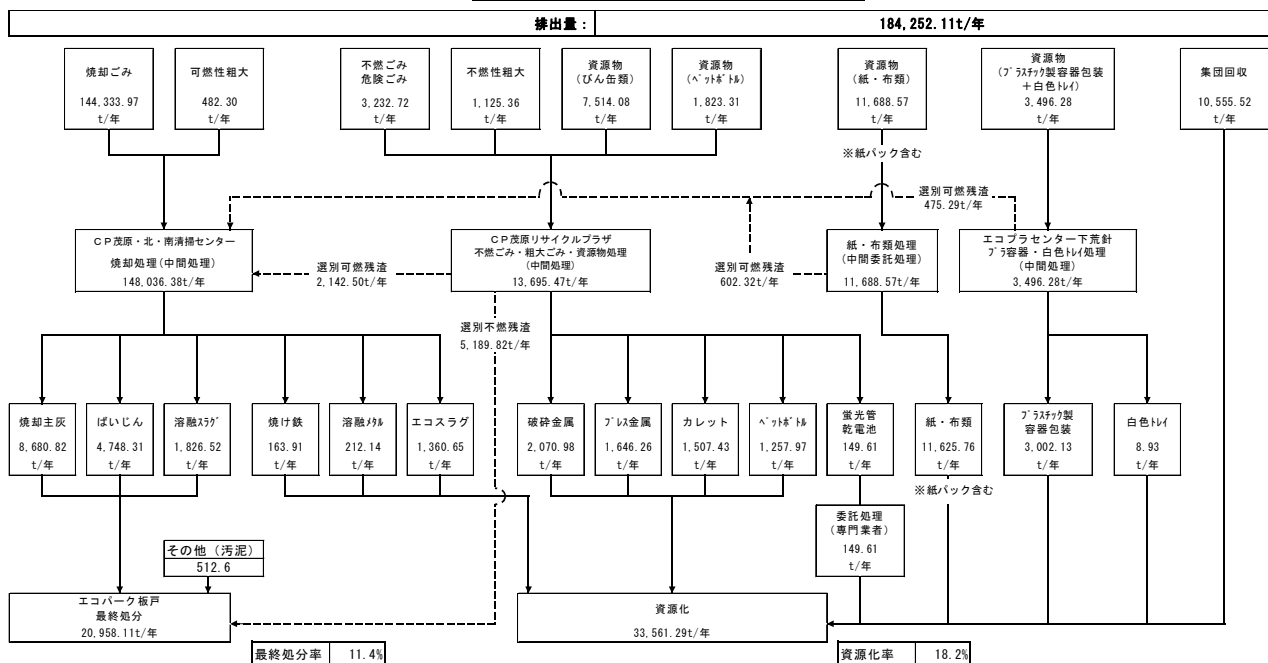 排出量：
184,252.11t/年
焼却ごみ
144,333.97
t/年
可燃性粗大
482.30
t/年
不燃ごみ
危険ごみ
3,232.72
t/年
不燃性粗大
1,125.36
t/年
資源物
(びん缶類)
7,514.08
t/年
資源物
(ﾍﾟｯﾄﾎﾞﾄﾙ)
1,823.31
t/年
資源物
(紙・布類)
11,688.57
t/年
※紙パック含む
資源物
(ﾌﾟﾗｽﾁｯｸ製容器包装
＋白色ﾄﾚｲ)
3,496.28
t/年
集団回収
10,555.52
t/年
選別可燃残渣
475.29t/年
ＣＰ茂原・北・南清掃センター
焼却処理(中間処理)
148,036.38t/年
選別可燃残渣
2,142.50t/年
ＣＰ茂原リサイクルプラザ
不燃ごみ・粗大ごみ・資源物処理
(中間処理)
13,695.47t/年
選別可燃残渣
602.32t/年
紙・布類処理
(中間委託処理)
11,688.57t/年
エコプラセンター下荒針
ﾌﾟﾗ容器・白色ﾄﾚｲ処理
(中間処理)
3,496.28t/年
選別不燃残渣
5,189.82t/年
焼却主灰
8,680.82
t/年
ばいじん
4,748.31
t/年
溶融ｽﾗｸﾞ
1,826.52
t/年
焼け鉄
163.91
t/年
溶融ﾒﾀﾙ
212.14
t/年
エコスラグ
1,360.65
t/年
破砕金属
2,070.98
t/年
ﾌﾟﾚｽ金属
1,646.26
t/年
カレット
1,507.43
t/年
ﾍﾟｯﾄﾎﾞﾄﾙ
1,257.97
t/年
蛍光管
乾電池
149.61
t/年
紙・布類
11,625.76
t/年
※紙パック含む
ﾌﾟﾗｽﾁｯｸ製
容器包装
3,002.13
t/年
白色ﾄﾚｲ
8.93
t/年
委託処理
(専門業者)
149.61
t/年
その他（汚泥）
512.6
エコパーク板戸
最終処分
20,958.11t/年
資源化
33,561.29t/年
最終処分率 11.4%
資源化率 18.2%